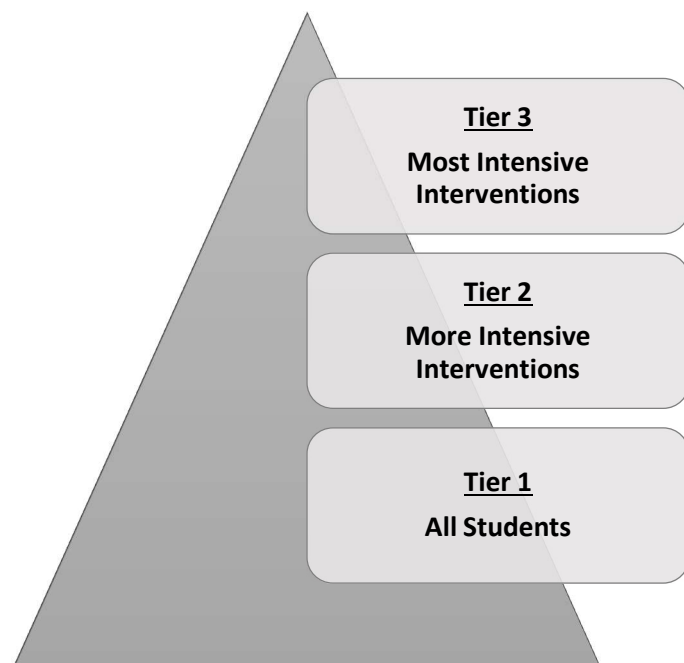 Tier 3
Most Intensive
Interventions
Tier 2
More Intensive
Interventions
Tier 1
All Students